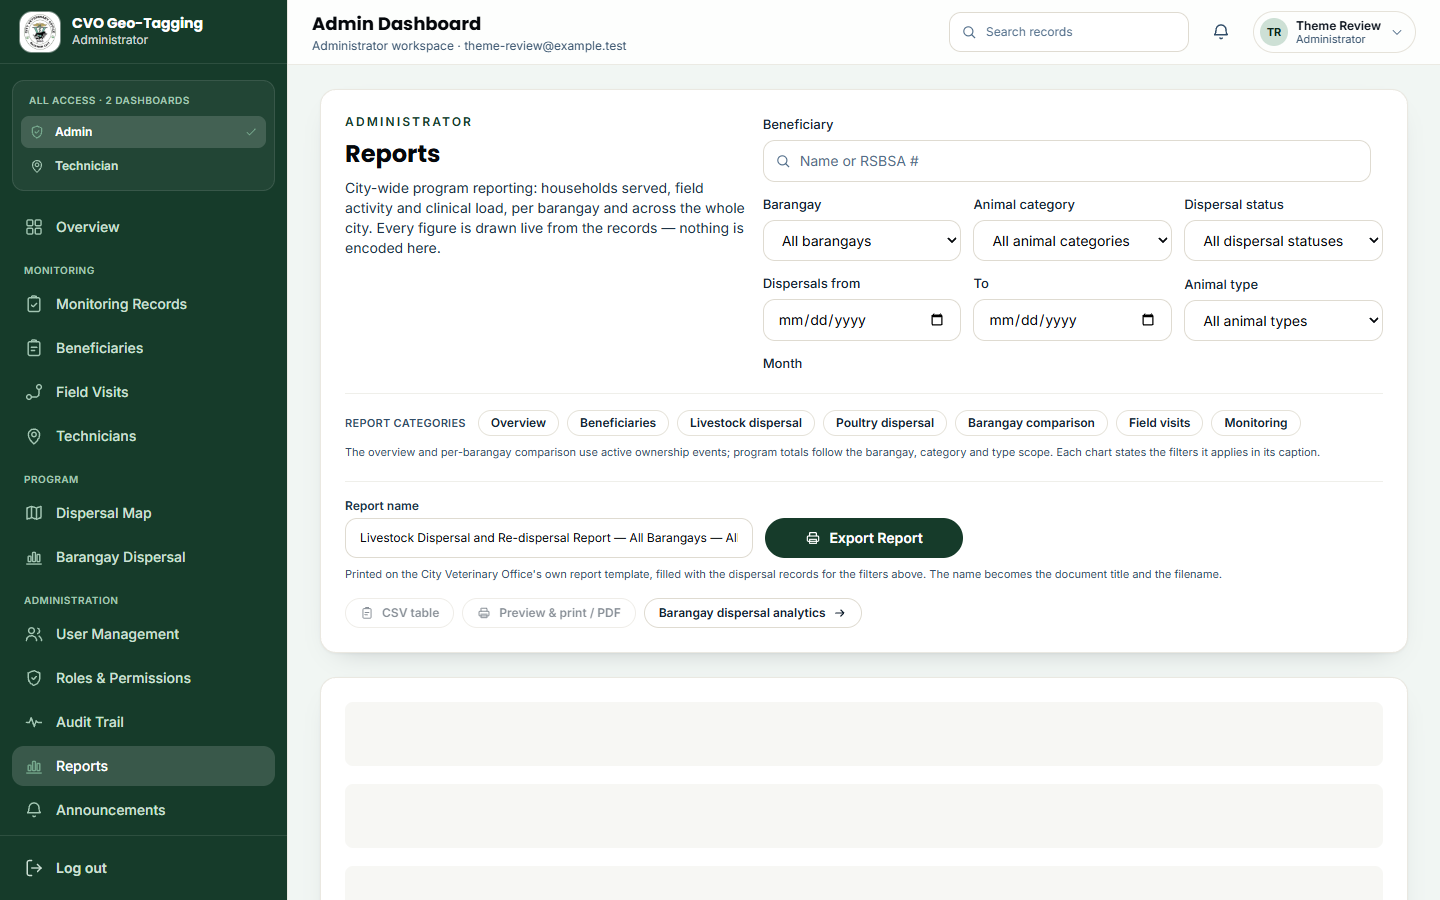 CVO Geo-Tagging
Administrator
ALL ACCESS · 2 DASHBOARDS
Admin
Technician
Overview
MONITORING
Monitoring Records
Beneficiaries
Field Visits
Technicians
PROGRAM
Dispersal Map
Barangay Dispersal
ADMINISTRATION
User Management
Roles & Permissions
Audit Trail
Reports
Announcements
Log out
Admin Dashboard
Administrator workspace · theme-review@example.test
Search records
TR
Theme Review
Administrator
ADMINISTRATOR
Reports
City-wide program reporting: households served, field
activity and clinical load, per barangay and across the whole
city. Every figure is drawn live from the records — nothing is
encoded here.
Beneficiary
Name or RSBSA #
Barangay
Animal category
Dispersal status
All barangays
All animal categories
All dispersal statuses
Dispersals from
To
Animal type
mm/dd/yyyy
mm/dd/yyyy
All animal types
Month
REPORT CATEGORIES
Overview
Beneficiaries
Livestock dispersal
Poultry dispersal
Barangay comparison
Field visits
Monitoring
The overview and per-barangay comparison use active ownership events; program totals follow the barangay, category and type scope. Each chart states the filters it applies in its caption.
Report name
Livestock Dispersal and Re-dispersal Report — All Barangays — Al
Export Report
Printed on the City Veterinary Office's own report template, filled with the dispersal records for the filters above. The name becomes the document title and the filename.
CSV table
Preview & print / PDF
Barangay dispersal analytics →